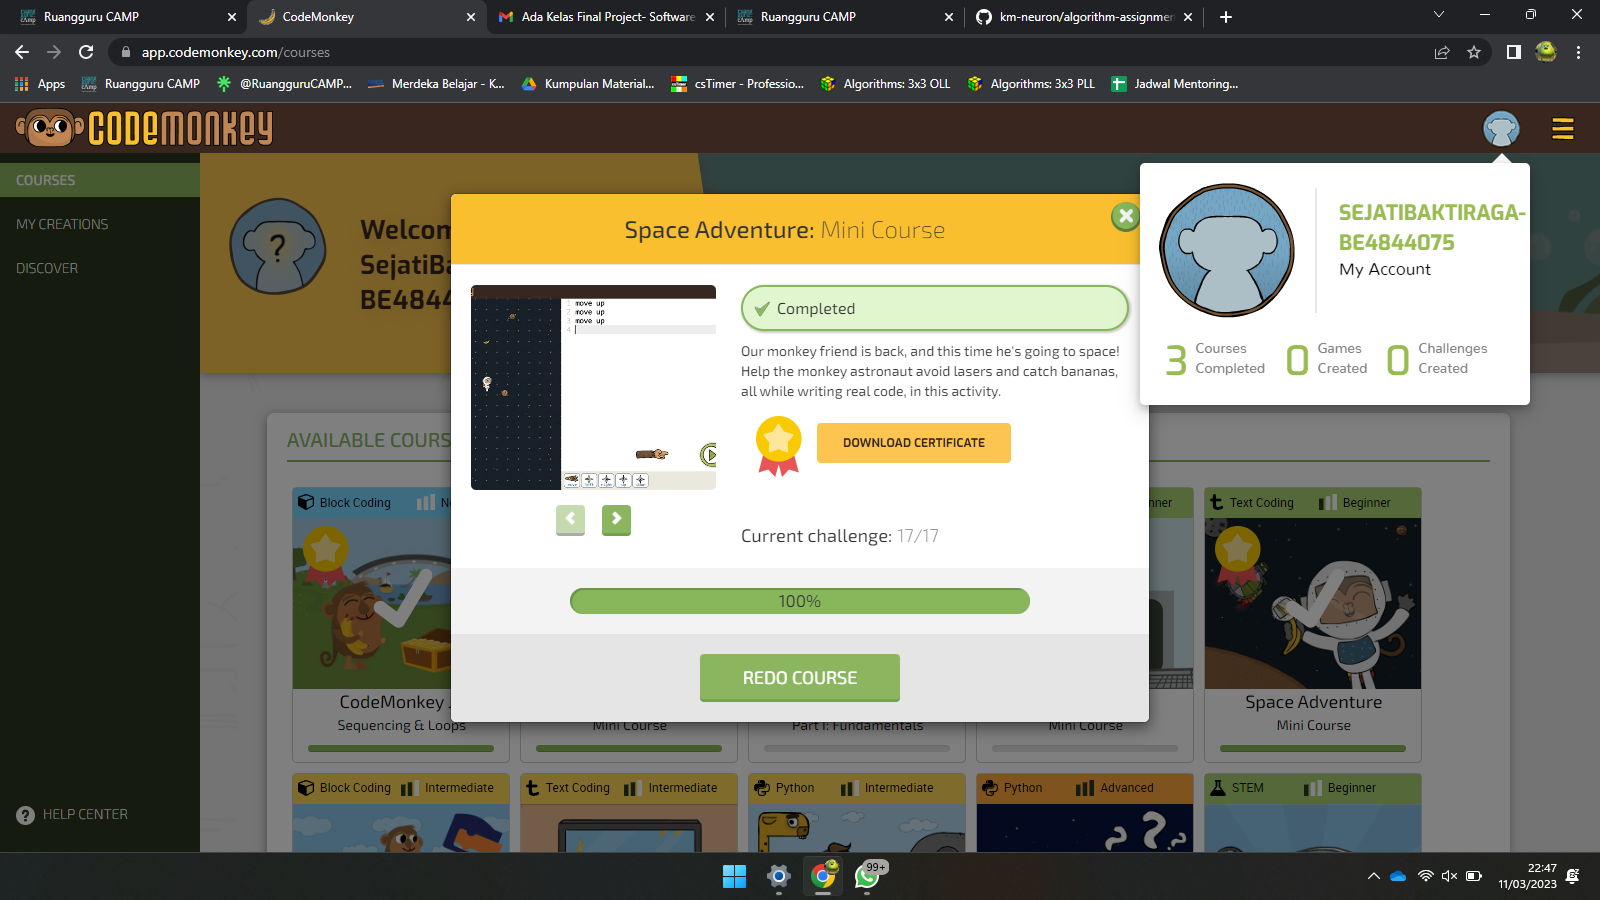 Ruangguru CAMP
CodeMonkey
Ada Kelas Final Project- Software
Ruangguru CAMP
km-neuron/algorithm-assignmen
app.codemonkey.com/courses
Apps
Ruangguru CAMP
@RuangguruCAMP...
Merdeka Belajar - K...
Kumpulan Material...
csTimer - Professio...
Algorithms: 3x3 OLL
Algorithms: 3x3 PLL
Jadwal Mentoring...
CODEMONKEY
COURSES
MY CREATIONS
DISCOVER
HELP CENTER
?
Welcom
SejatiBa
BE4844
SEJATIBAKTIRAGA-
BE4844075
My Account
3 Courses Completed
0 Games Created
0 Challenges Created
Space Adventure: Mini Course
1 move up
2 move up
3 move up
4
Completed
Our monkey friend is back, and this time he's going to space!
Help the monkey astronaut avoid lasers and catch bananas,
all while writing real code, in this activity.
DOWNLOAD CERTIFICATE
Current challenge: 17/17
100%
REDO COURSE
AVAILABLE COURS
Block Coding
Text Coding
Beginner
CodeMonkey
Sequencing & Loops
Mini Course
Part 1: Fundamentals
Mini Course
Space Adventure
Mini Course
Block Coding
Intermediate
Text Coding
Intermediate
Python
Intermediate
Python
Advanced
STEM
Beginner
99+
22:47
11/03/2023